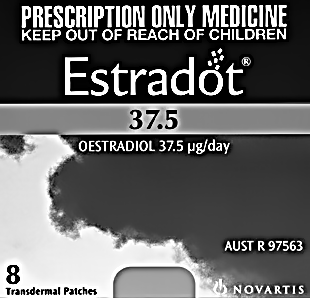 PRESCRIPTION ONLY MEDICINE
KEEP OUT OF REACH OF CHILDREN
Estradot®
37.5
OESTRADIOL 37.5 µg/day
AUST R 97563
8
Transdermal Patches
NOVARTIS